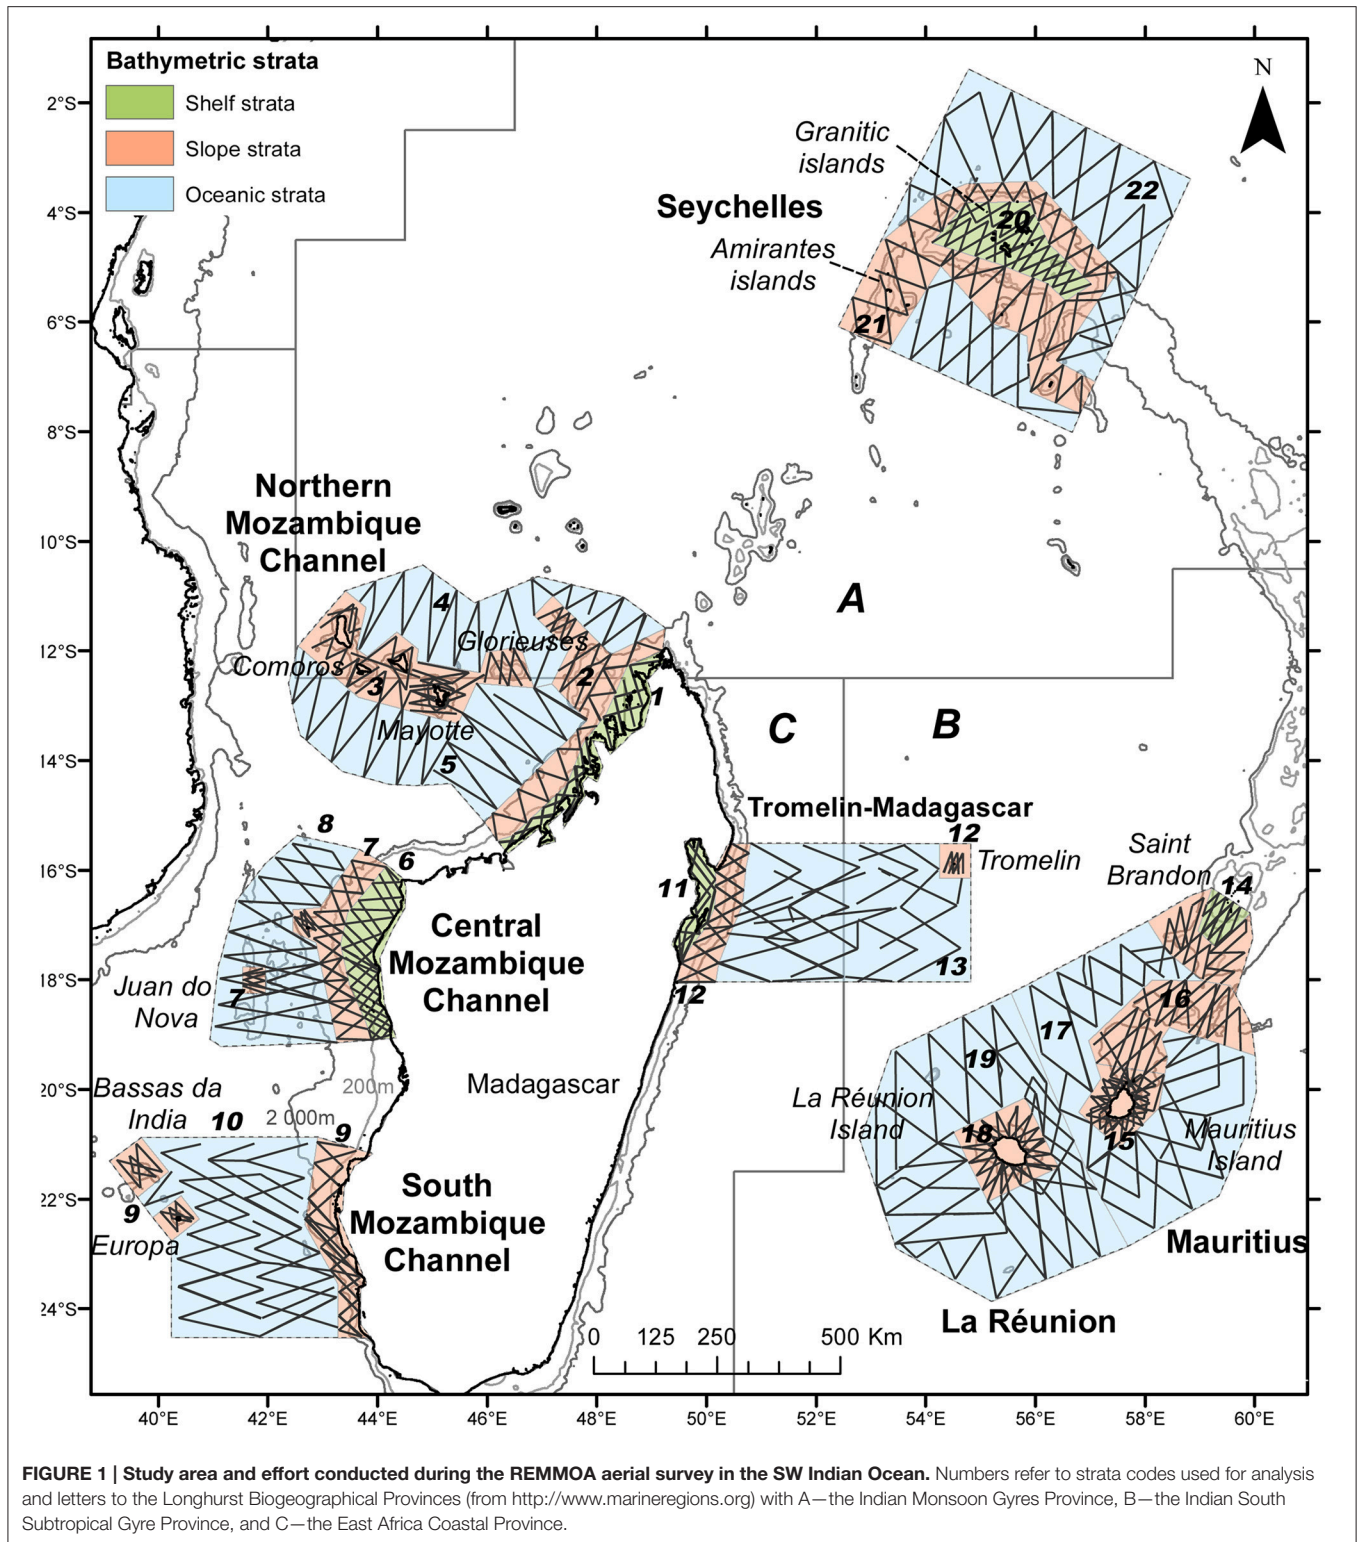 Bathymetric strata
Shelf strata
Slope strata
Oceanic strata
N
2°S
4°S
6°S
8°S
10°S
12°S
14°S
16°S
18°S
20°S
22°S
24°S
Granitic
islands
Seychelles
Amirantes
islands
20
21
22
Northern
Mozambique
Channel
4
Glorieuses
Comoros
3
2
1
Mayotte
5
A
B
C
Tromelin-Madagascar
12
Tromelin
11
13
12
Saint
Brandon
14
8
7
6
Central
Mozambique
Channel
Juan do
Nova
7
16
17
19
La Réunion
Island
18
15
Mauritius
Island
Mauritius
La Réunion
200m
Madagascar
Bassas da
India
10
2 000m
9
9
Europa
South
Mozambique
Channel
0 125 250 500 Km
40°E 42°E 44°E 46°E 48°E 50°E 52°E 54°E 56°E 58°E 60°E
FIGURE 1 | Study area and effort conducted during the REMMOA aerial survey in the SW Indian Ocean. Numbers refer to strata codes used for analysis
and letters to the Longhurst Biogeographical Provinces (from http://www.marineregions.org) with A—the Indian Monsoon Gyres Province, B—the Indian South
Subtropical Gyre Province, and C—the East Africa Coastal Province.